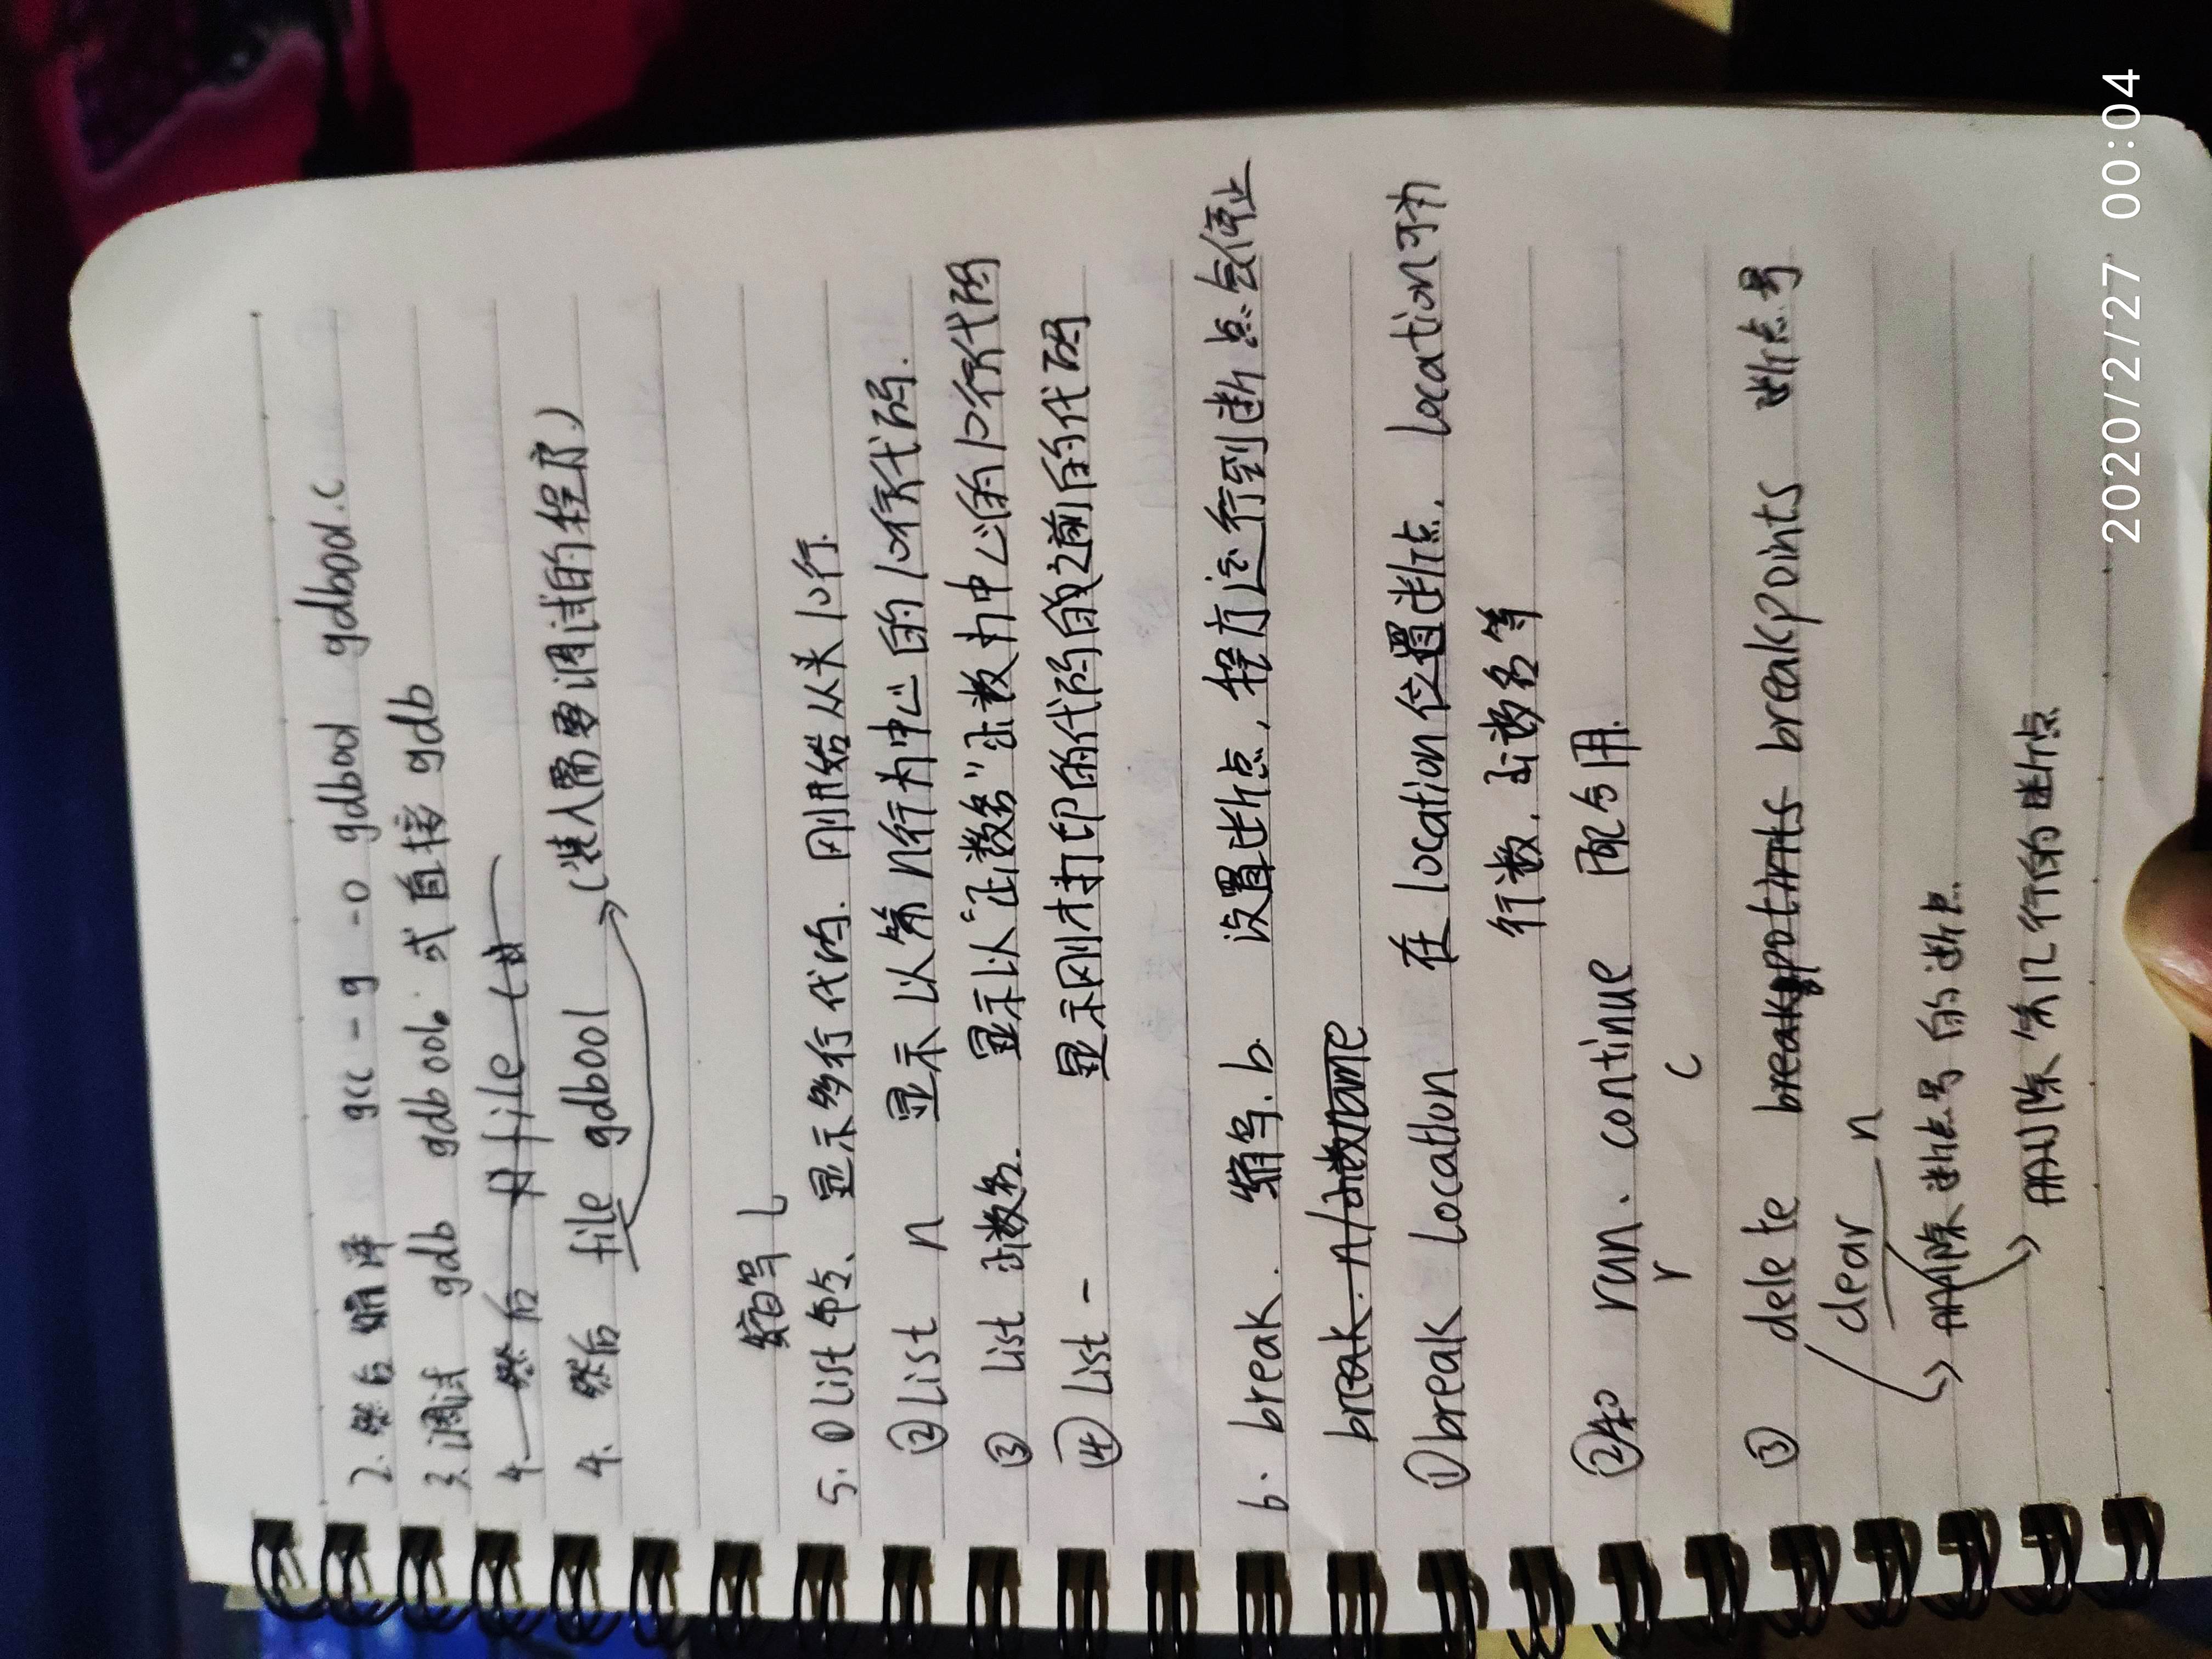 2. 然后编译 gcc -g -o gdbool gdbool.c
3. 调试 gdb gdbool 或直接 gdb
4. 然后 file
4. 然后 file gdbool (装入需要调试的程序)
缩写 l
5. ①list 命令、显示多行代码. 刚开始从头10行.
②list n 显示以第n行为中心的10行代码.
③ list 函数名. 显示以“函数名”函数为中心的10行代码
④ list - 显示刚才打印的代码的之前的代码
6. break. 缩写.b. 设置断点,程序运行到断点会停止
break. n/函数name
①break location 在location位置断点. location可为
行数.函数名等
②和 run. continue 配合用.
r c
③ delete breakpotints breakpoints 断点号
clear n
删除断点号的断点
删除第几行的断点
2020/2/27 00:04